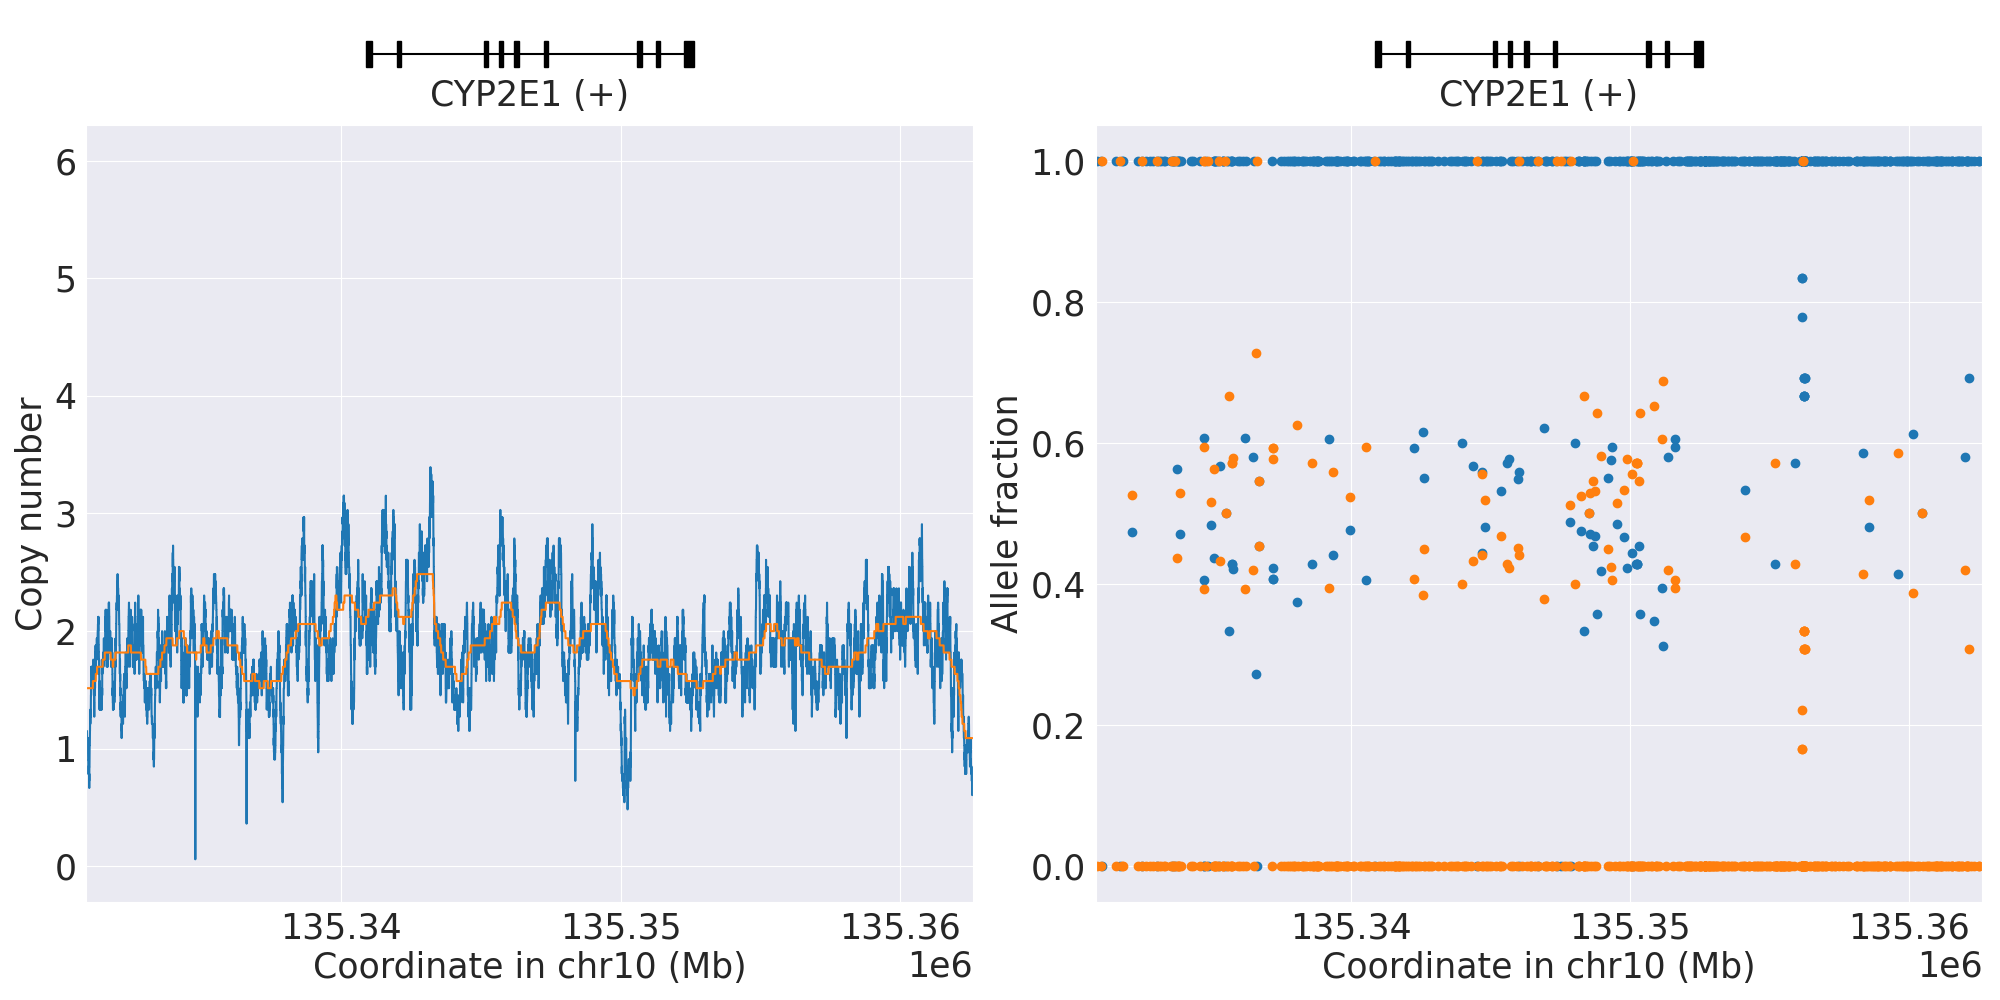 CYP2E1 (+)
6
5
4
3
2
1
0
Copy number
135.34 135.35 135.36
Coordinate in chr10 (Mb)
1e6
CYP2E1 (+)
1.0
0.8
0.6
0.4
0.2
0.0
Allele fraction
135.34 135.35 135.36
Coordinate in chr10 (Mb)
1e6